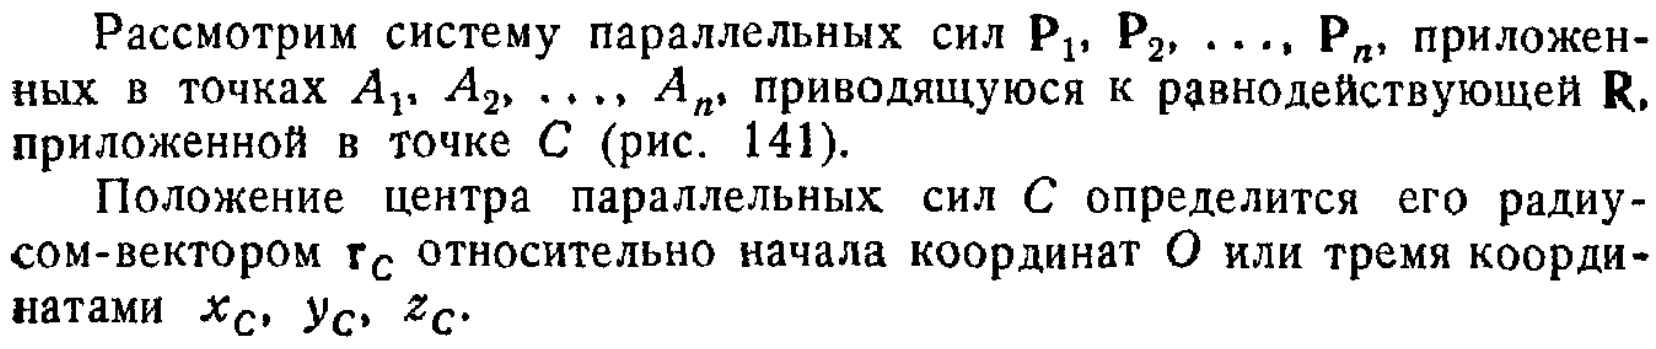 Рассмотрим систему параллельных сил P₁, P₂, ..., Pₙ, приложен-
ных в точках A₁, A₂, ..., Aₙ, приводящуюся к равнодействующей R,
приложенной в точке C (рис. 141).
Положение центра параллельных сил C определится его радиу-
сом-вектором r_C относительно начала координат O или тремя коорди-
натами x_C, y_C, z_C.